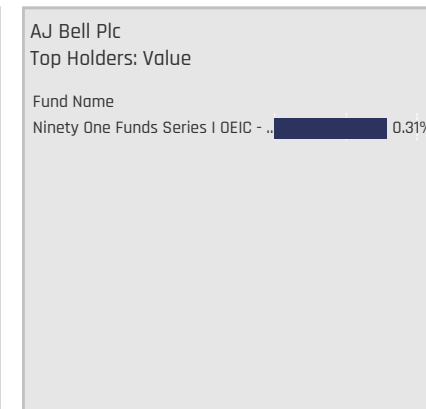 AJ Bell Plc
Top Holders: Value
Fund Name
Ninety One Funds Series I OEIC - .. 0.31%